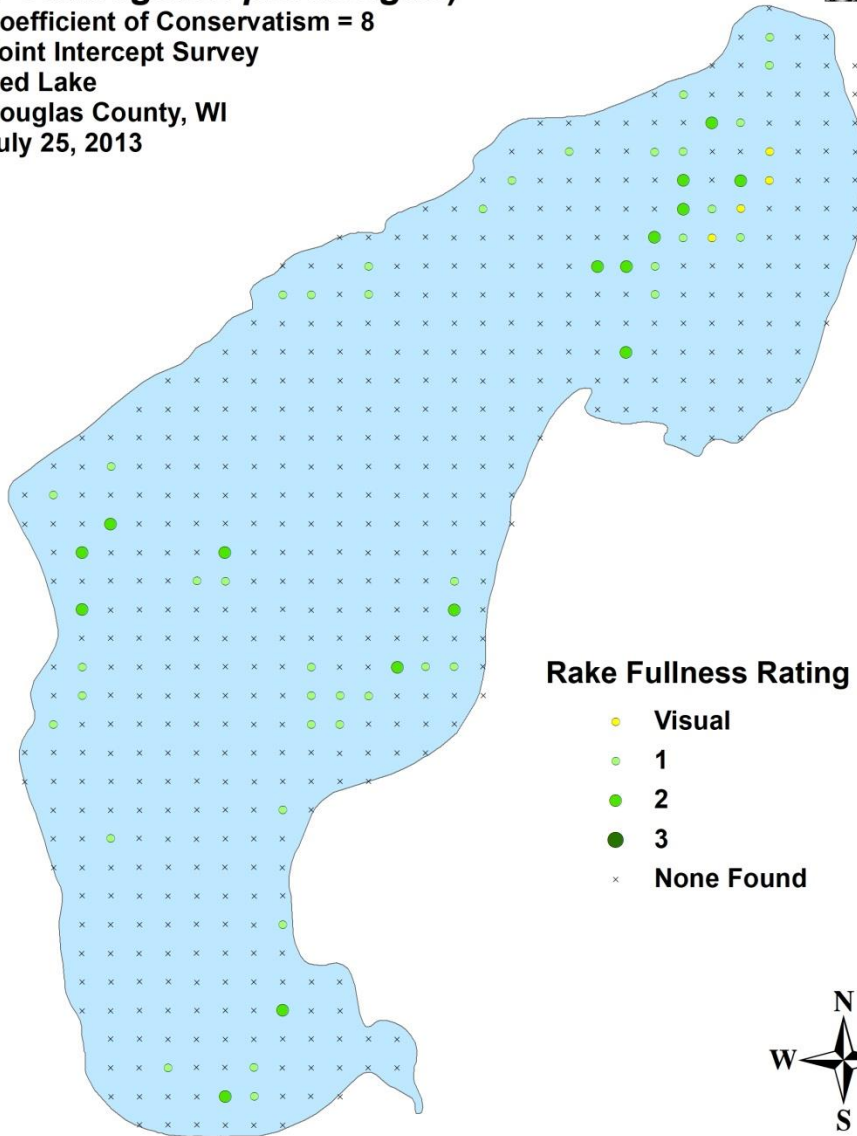 oefficient of Conservatism = 8
oint Intercept Survey
ed Lake
ouglas County, WI
uly 25, 2013
Rake Fullness Rating
Visual
1
2
3
None Found
N
W
S